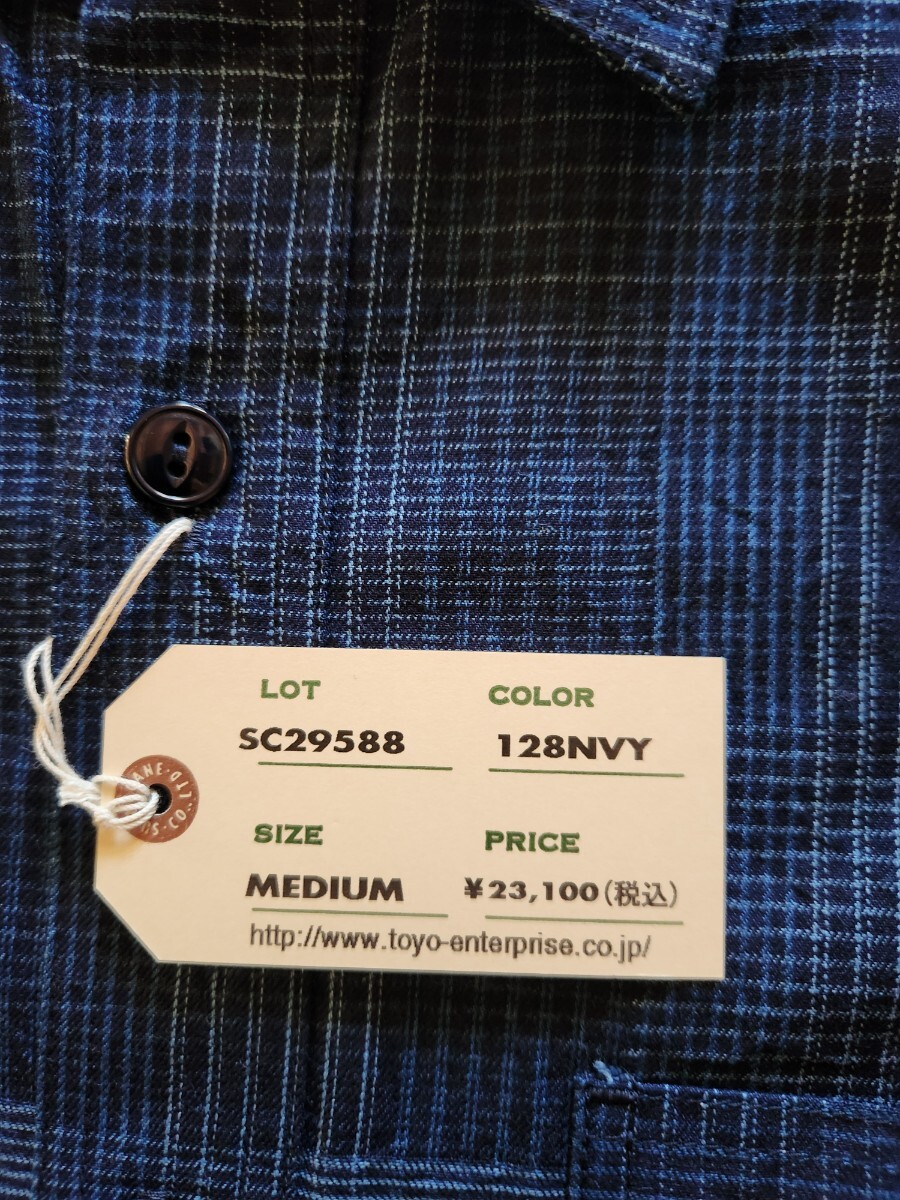 LOT COLOR
SC29588 128NVY
SIZE PRICE
MEDIUM ¥23,100(税込)
http://www.toyo-enterprise.co.jp/